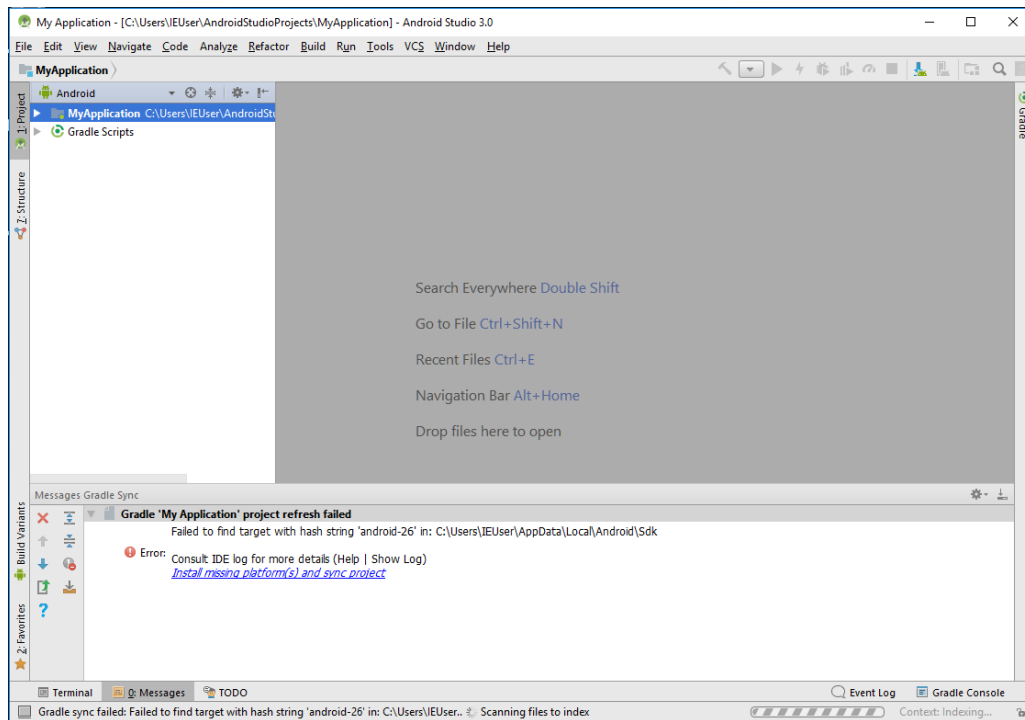 My Application - [C:\Users\IEUser\AndroidStudioProjects\MyApplication] - Android Studio 3.0
File Edit View Navigate Code Analyze Refactor Build Run Tools VCS Window Help
MyApplication
1: Project
Android
MyApplication C:\Users\IEUser\AndroidStu
Gradle Scripts
Gradle
7: Structure
Search Everywhere Double Shift
Go to File Ctrl+Shift+N
Recent Files Ctrl+E
Navigation Bar Alt+Home
Drop files here to open
Messages Gradle Sync
Build Variants
Gradle 'My Application' project refresh failed
Failed to find target with hash string 'android-26' in: C:\Users\IEUser\AppData\Local\Android\Sdk
Error:
Consult IDE log for more details (Help | Show Log)
Install missing platform(s) and sync project
2: Favorites
Terminal 0: Messages TODO Event Log Gradle Console
Gradle sync failed: Failed to find target with hash string 'android-26' in: C:\Users\IEUser.. Scanning files to index Context: Indexing...